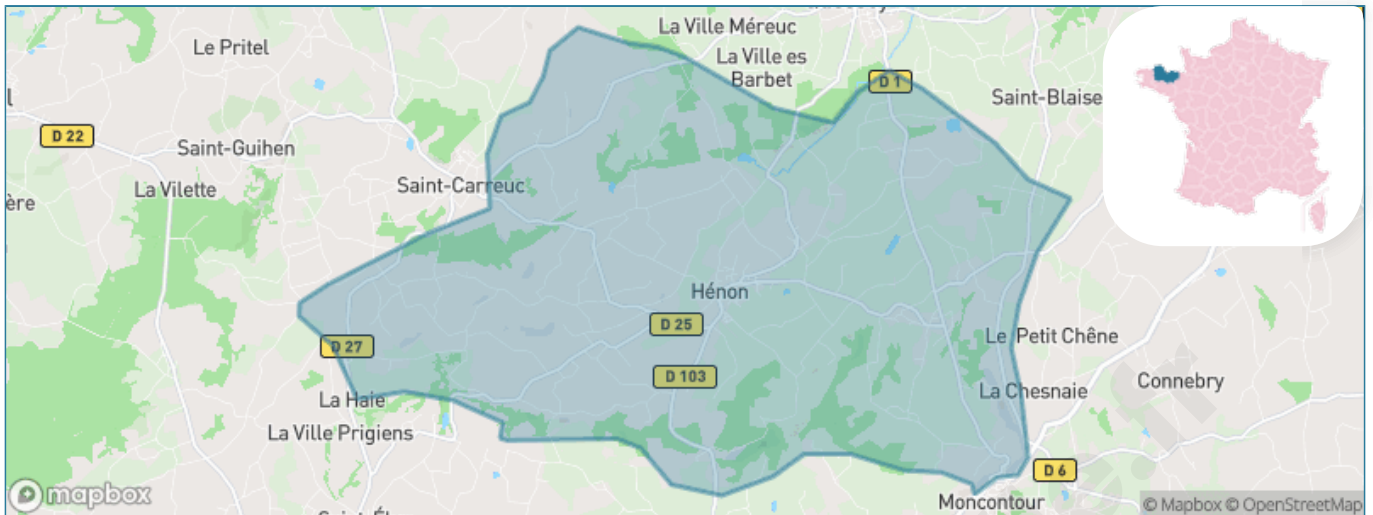 La Ville Méreuc
Le Pritel
La Ville es
Barbet
D 1
Saint-Blaise
D 22
Saint-Guihen
La Vilette
Saint-Carreuc
ère
Hénon
D 25
Le Petit Chêne
D 27
D 103
La Haie
La Chesnaie
Connebry
La Ville Prigiens
D 6
mapbox
Moncontour
© Mapbox © OpenStreetMap